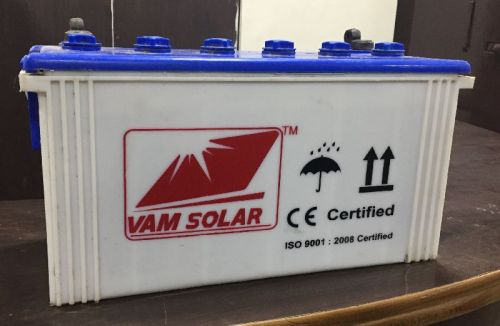 TM
VAM SOLAR
CE Certified
ISO 9001 : 2008 Certified